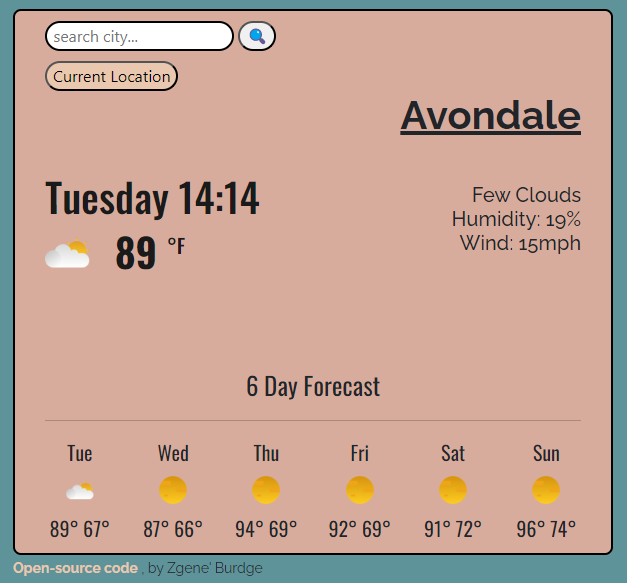 search city...
Current Location
Avondale
Tuesday 14:14
89 °F
Few Clouds
Humidity: 19%
Wind: 15mph
6 Day Forecast
Tue Wed Thu Fri Sat Sun
89° 67° 87° 66° 94° 69° 92° 69° 91° 72° 96° 74°
Open-source code , by Zgene' Burdge